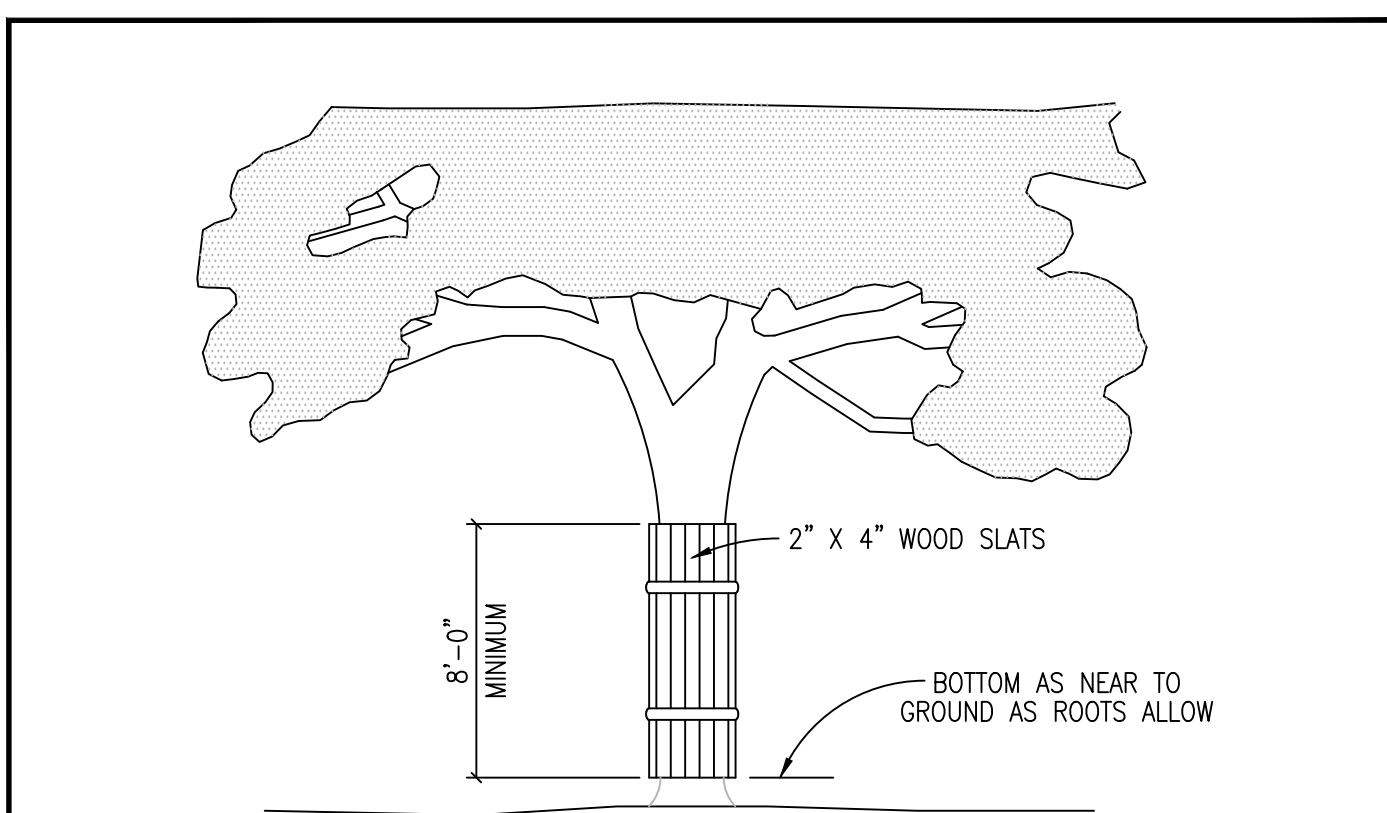 2” X 4” WOOD SLATS
8’-0”
MINIMUM
BOTTOM AS NEAR TO
GROUND AS ROOTS ALLOW